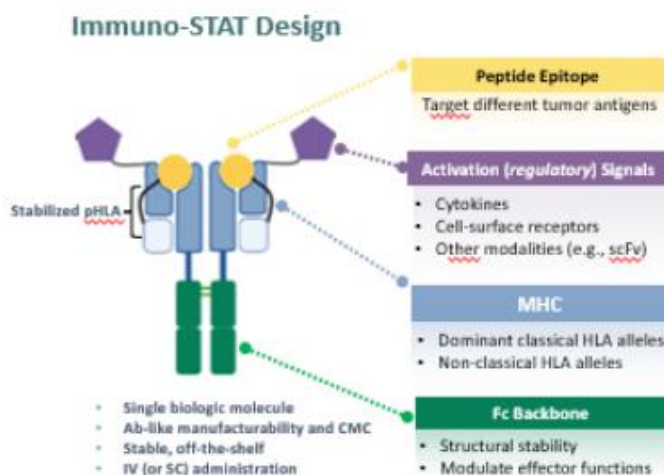 Immuno-STAT Design
Peptide Epitope
Target different tumor antigens
Activation (regulatory) Signals
• Cytokines
• Cell-surface receptors
• Other modalities (e.g., scFv)
Stabilized pHLA
MHC
• Dominant classical HLA alleles
• Non-classical HLA alleles
Fc Backbone
• Structural stability
• Modulate effector functions
• Single biologic molecule
• Ab-like manufacturability and CMC
• Stable, off-the-shelf
• IV (or SC) administration